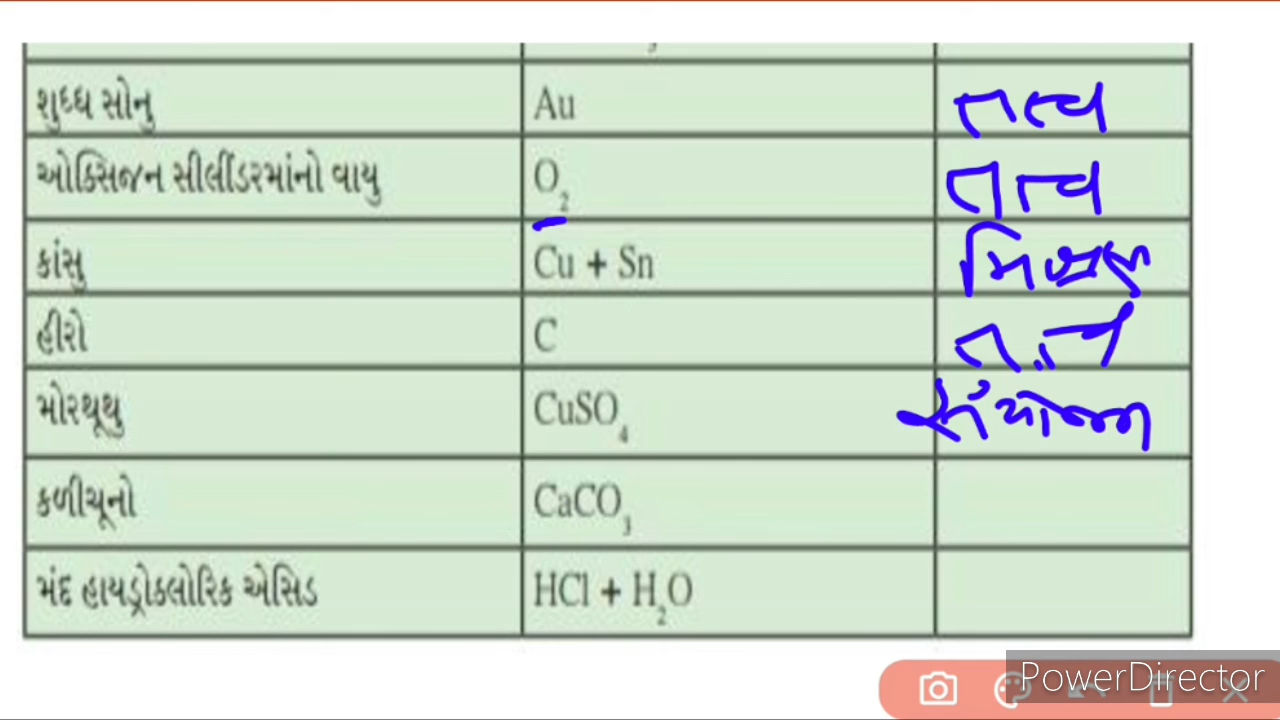 શુધ્ધ સોનુ Au તત્વ
ઓક્સિજન સીલીંડરમાંનો વાયુ O₂ તત્વ
કાંસુ Cu + Sn મિશ્રણ
હીરો C તત્વ
મોરથૂથુ CuSO₄ સંયોજન
કળીચૂનો CaCO₃
મંદ હાયડ્રોક્લોરિક એસિડ HCl + H₂O
PowerDirector